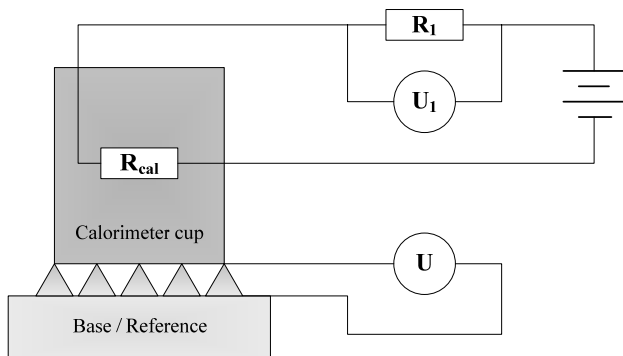 R1
U1
Rcal
Calorimeter cup
U
Base / Reference